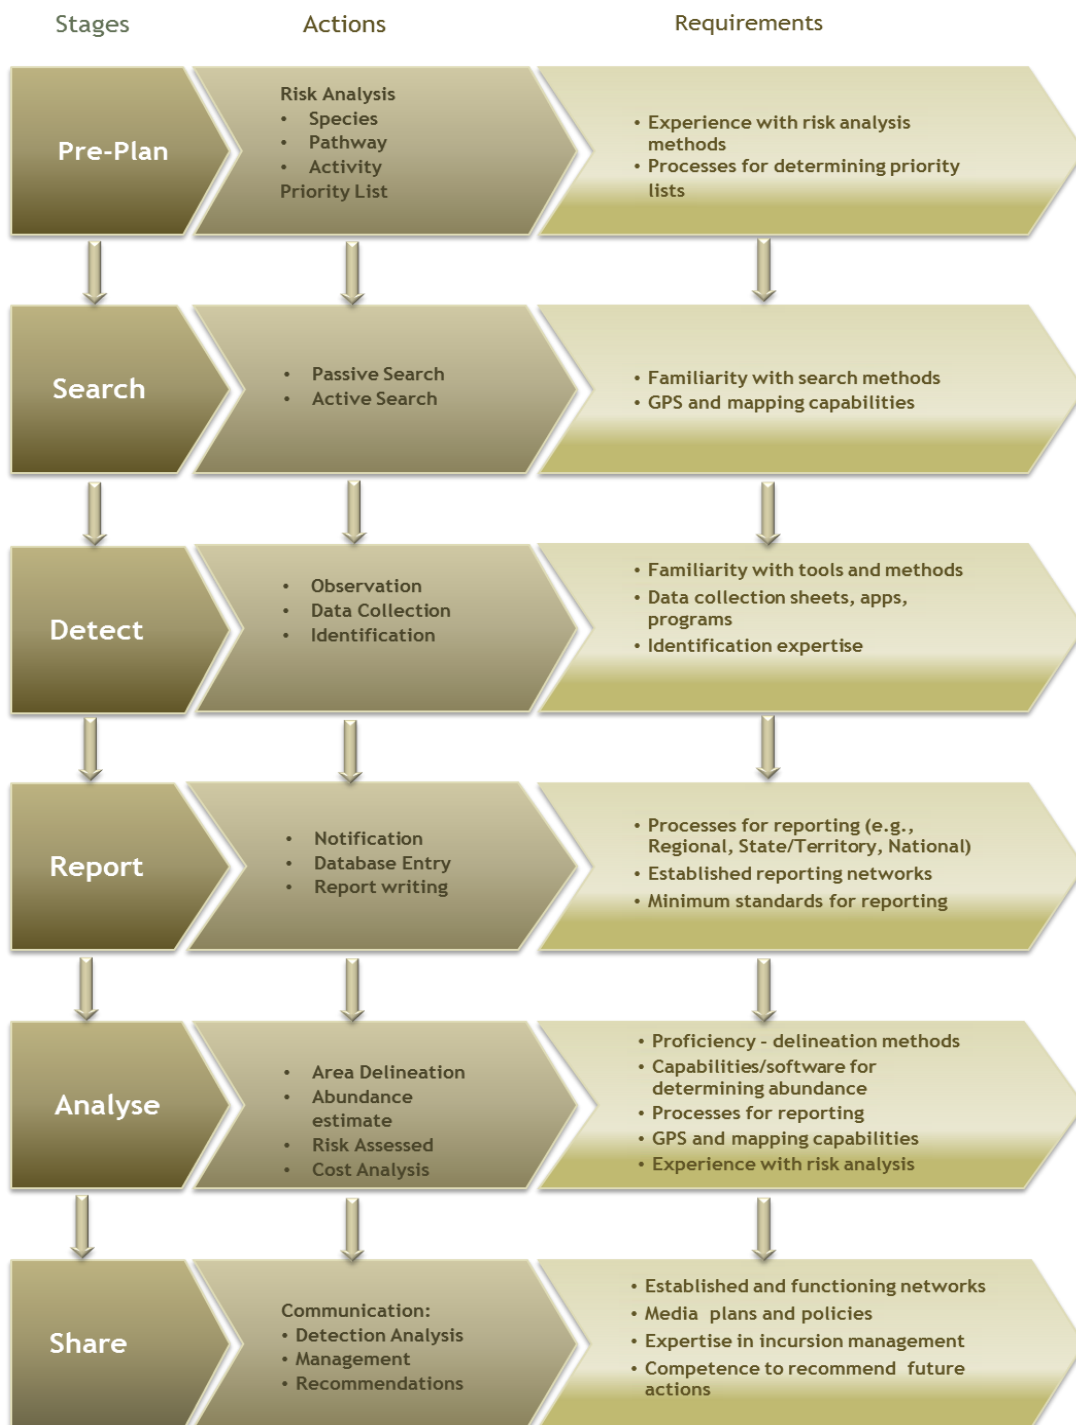 Stages
Actions
Requirements
Pre-Plan
Risk Analysis
• Species
• Pathway
• Activity
Priority List
• Experience with risk analysis
methods
• Processes for determining priority
lists
Search
• Passive Search
• Active Search
• Familiarity with search methods
• GPS and mapping capabilities
Detect
• Observation
• Data Collection
• Identification
• Familiarity with tools and methods
• Data collection sheets, apps,
programs
• Identification expertise
Report
• Notification
• Database Entry
• Report writing
• Processes for reporting (e.g.,
Regional, State/Territory, National)
• Established reporting networks
• Minimum standards for reporting
Analyse
• Area Delineation
• Abundance
estimate
• Risk Assessed
• Cost Analysis
• Proficiency - delineation methods
• Capabilities/software for
determining abundance
• Processes for reporting
• GPS and mapping capabilities
• Experience with risk analysis
Share
Communication:
• Detection Analysis
• Management
• Recommendations
• Established and functioning networks
• Media plans and policies
• Expertise in incursion management
• Competence to recommend future
actions